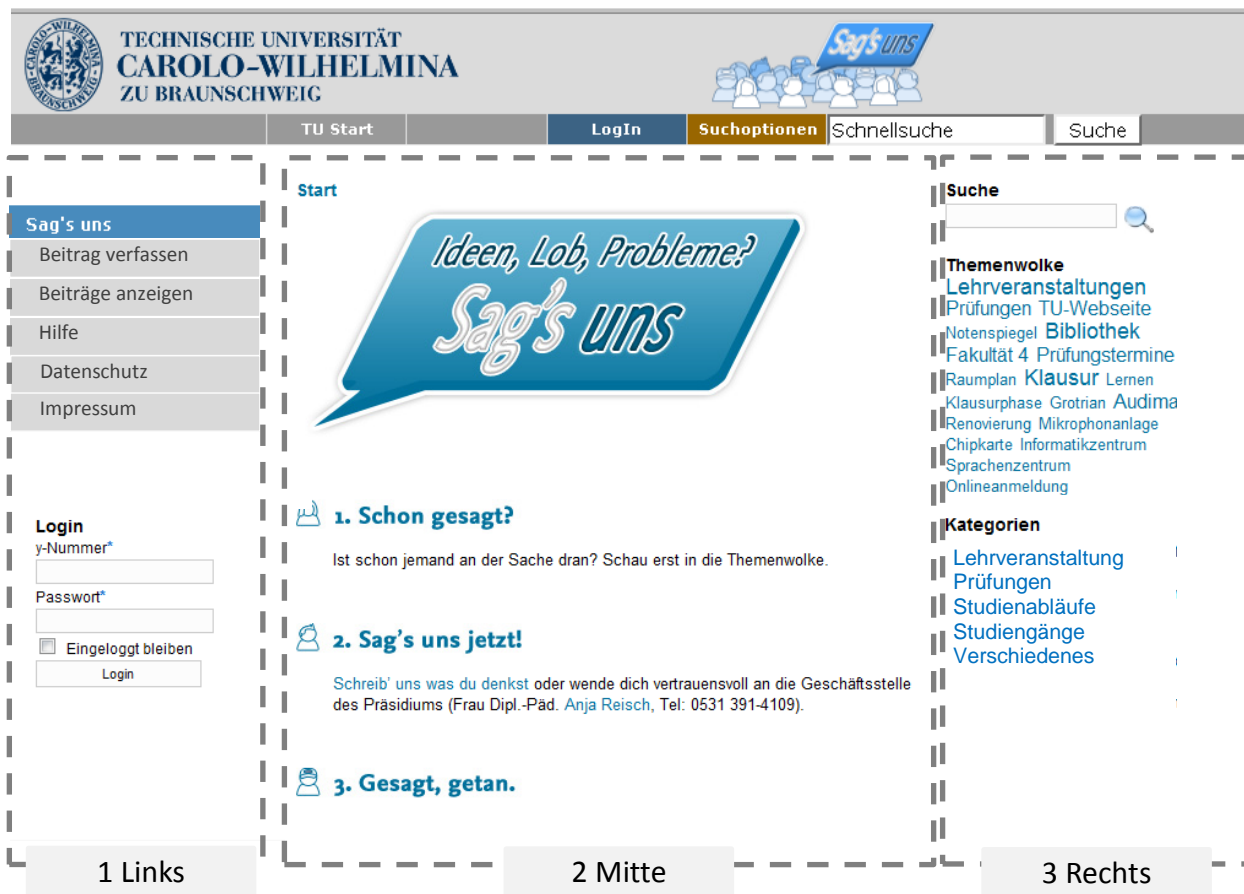 CAROLO-WILHELMINA
BRAUNSCHWEIG
TECHNISCHE UNIVERSITÄT
CAROLO-WILHELMINA
ZU BRAUNSCHWEIG
Sag's uns
TU Start
LogIn
Suchoptionen
Schnellsuche
Suche
Sag's uns
Beitrag verfassen
Beiträge anzeigen
Hilfe
Datenschutz
Impressum
Login
y-Nummer*
Passwort*
Eingeloggt bleiben
Login
1 Links
Start
Ideen, Lob, Probleme?
Sag's uns
1. Schon gesagt?
Ist schon jemand an der Sache dran? Schau erst in die Themenwolke.
2. Sag's uns jetzt!
Schreib' uns was du denkst oder wende dich vertrauensvoll an die Geschäftsstelle
des Präsidiums (Frau Dipl.-Päd. Anja Reisch, Tel: 0531 391-4109).
3. Gesagt, getan.
2 Mitte
Suche
Themenwolke
Lehrveranstaltungen
Prüfungen TU-Webseite
Notenspiegel Bibliothek
Fakultät 4 Prüfungstermine
Raumplan Klausur Lernen
Klausurphase Grotrian Audima
Renovierung Mikrophonanlage
Chipkarte Informatikzentrum
Sprachenzentrum
Onlineanmeldung
Kategorien
Lehrveranstaltung
Prüfungen
Studienabläufe
Studiengänge
Verschiedenes
3 Rechts